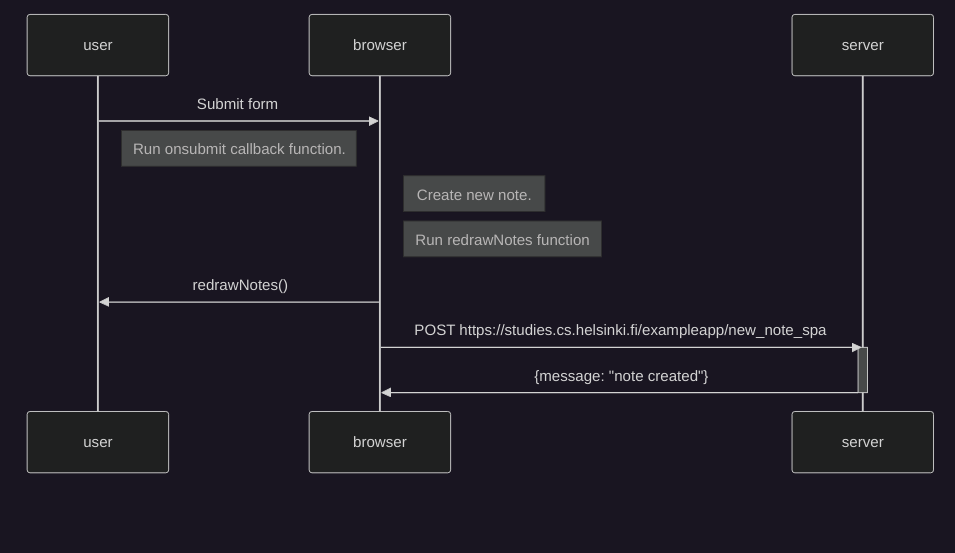 user
browser
server
Submit form
Run onsubmit callback function.
Create new note.
Run redrawNotes function
redrawNotes()
POST https://studies.cs.helsinki.fi/exampleapp/new_note_spa
{message: "note created"}
user
browser
server